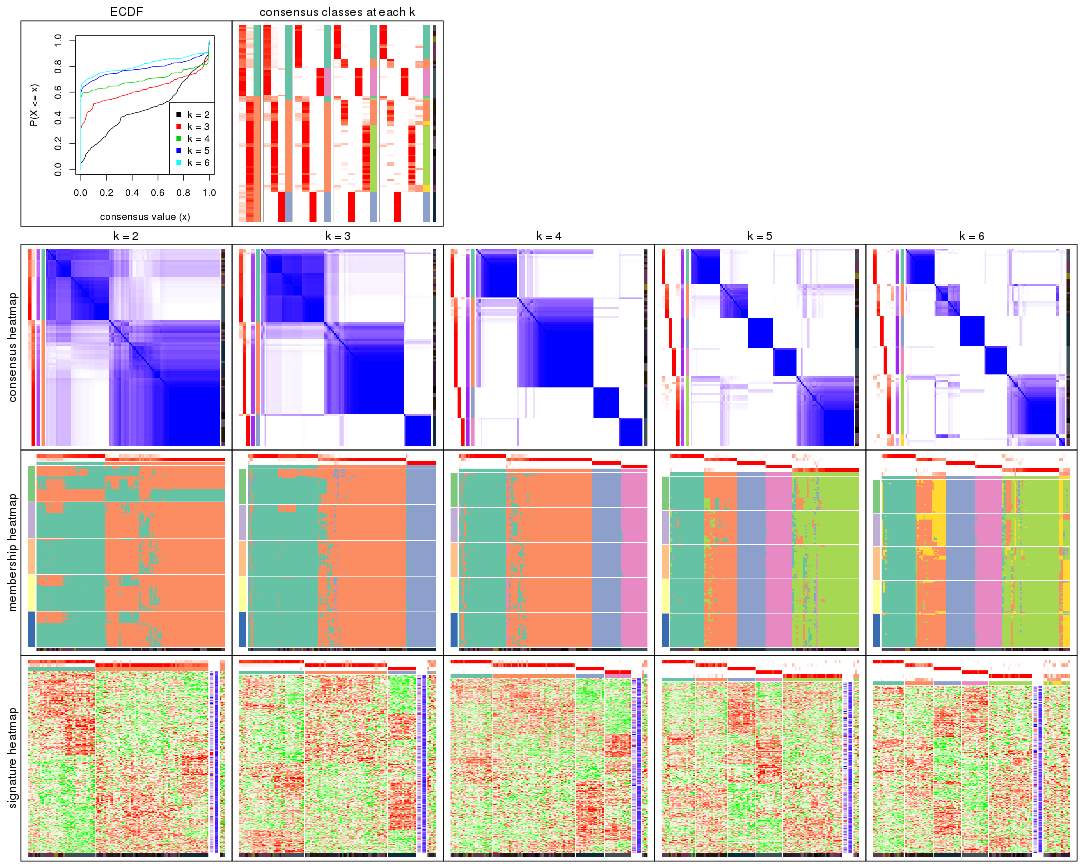 ECDF
consensus classes at each k
P(X <= x)
0.0 0.2 0.4 0.6 0.8 1.0
k = 2
k = 3
k = 4
k = 5
k = 6
0.0 0.2 0.4 0.6 0.8 1.0
consensus value (x)
k = 2 k = 3 k = 4 k = 5 k = 6
consensus heatmap
membership heatmap
signature heatmap